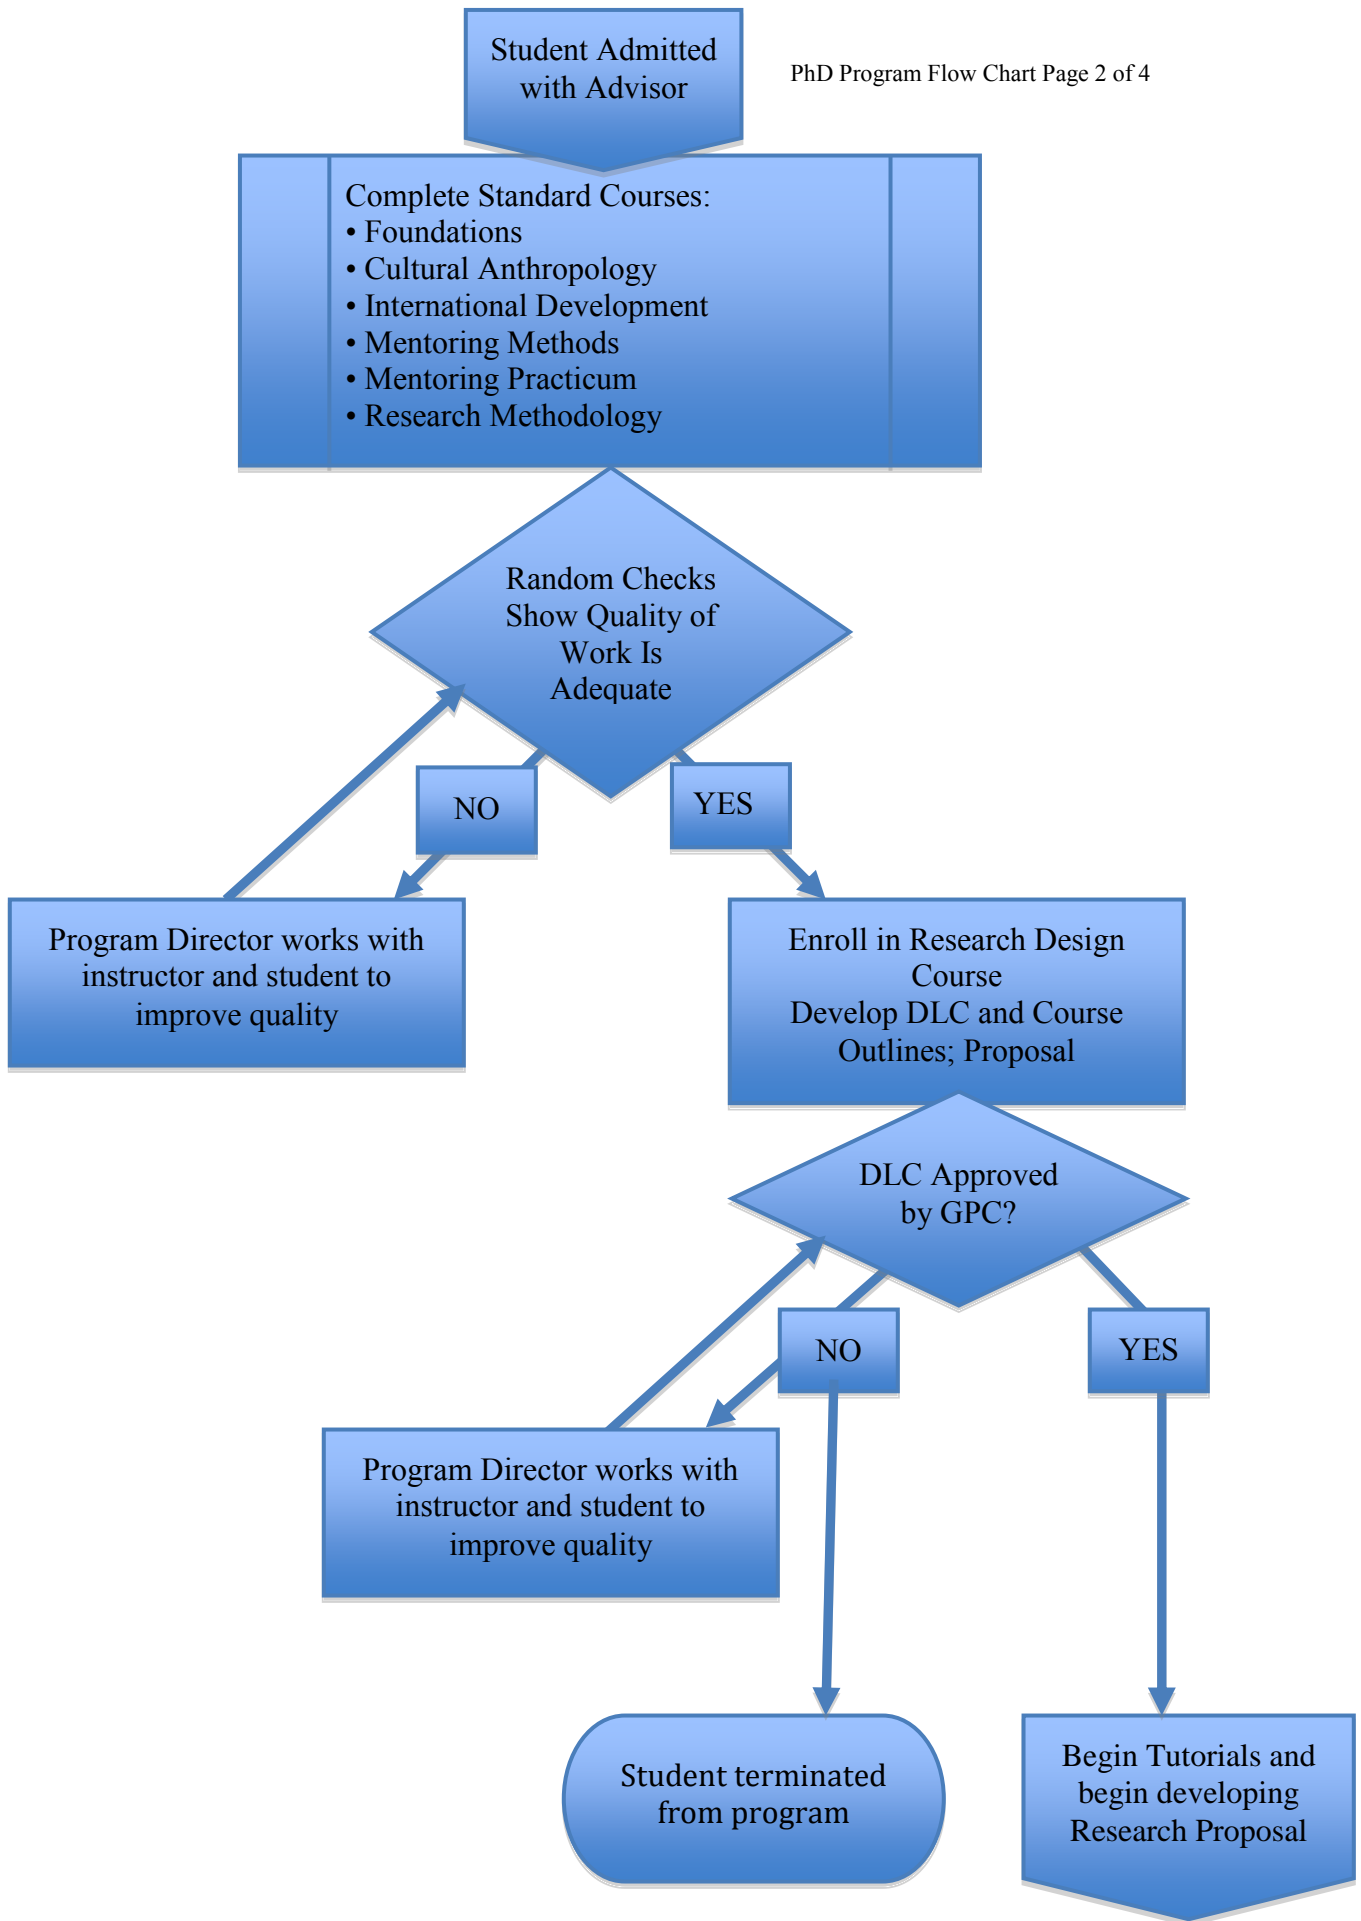 Student Admitted
with Advisor
PhD Program Flow Chart Page 2 of 4
Complete Standard Courses:
• Foundations
• Cultural Anthropology
• International Development
• Mentoring Methods
• Mentoring Practicum
• Research Methodology
Random Checks
Show Quality of
Work Is
Adequate
NO
YES
Program Director works with
instructor and student to
improve quality
Enroll in Research Design
Course
Develop DLC and Course
Outlines; Proposal
DLC Approved
by GPC?
NO
YES
Program Director works with
instructor and student to
improve quality
Student terminated
from program
Begin Tutorials and
begin developing
Research Proposal